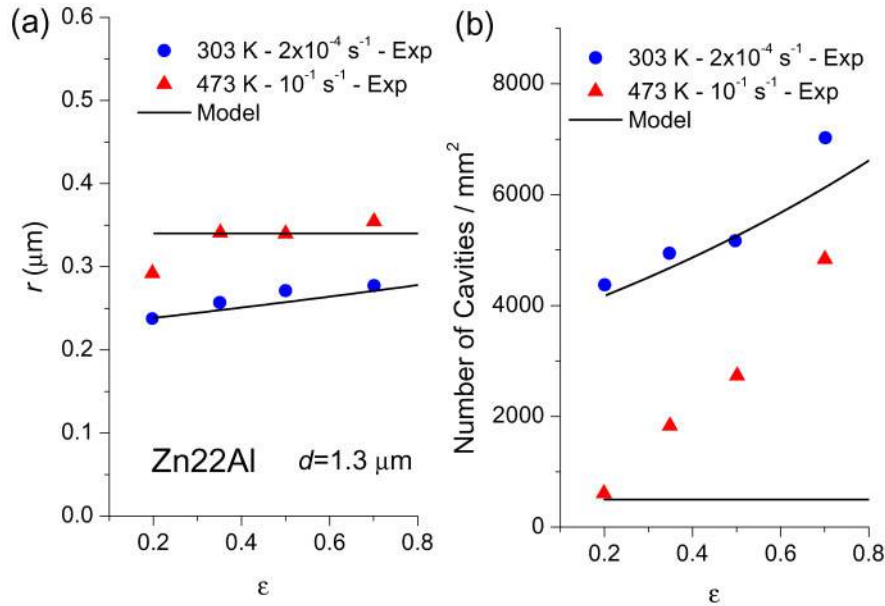 (a)
303 K - 2x10⁻⁴ s⁻¹ - Exp
473 K - 10⁻¹ s⁻¹ - Exp
Model
r (μm)
0.6
0.5
0.4
0.3
0.2
0.1
0.0
Zn22Al d=1.3 μm
0.2 0.4 0.6 0.8
ε
(b)
303 K - 2x10⁻⁴ s⁻¹ - Exp
473 K - 10⁻¹ s⁻¹ - Exp
Model
Number of Cavities / mm²
8000
6000
4000
2000
0
0.2 0.4 0.6 0.8
ε